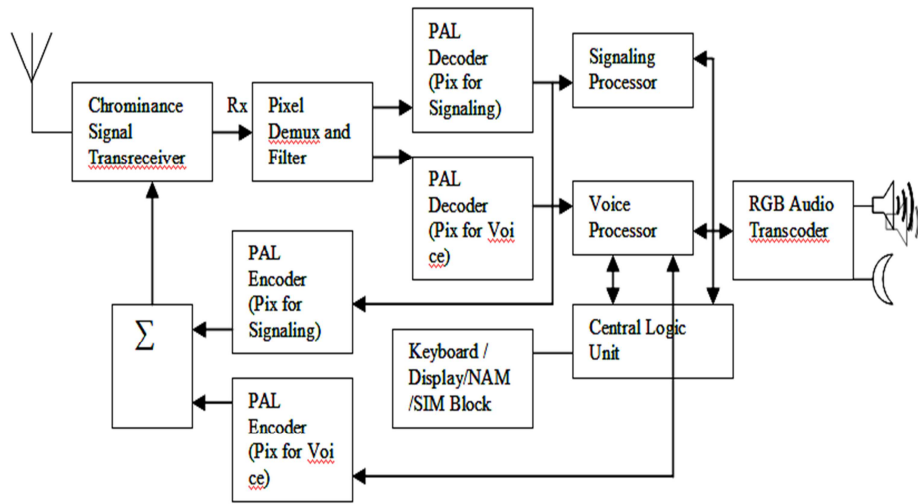 PAL
Decoder
(Pix for
Signaling)
Signaling
Processor
Chrominance
Signal
Transreceiver
Rx
Pixel
Demux and
Filter
PAL
Decoder
(Pix for Voi
ce)
Voice
Processor
RGB Audio
Transcoder
PAL
Encoder
(Pix for
Signaling)
∑
Keyboard /
Display/NAM
/SIM Block
Central Logic
Unit
PAL
Encoder
(Pix for Voi
ce)